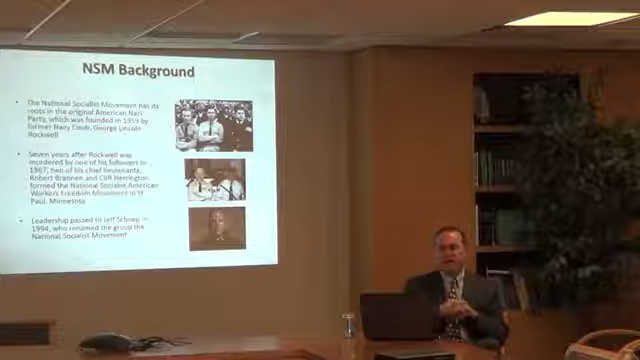 NSM Background
• The National Socialist Movement has its
roots in the original American Nazi
Party, which was founded in 1959 by
former Navy Cmdr. George Lincoln
Rockwell
• Seven years after Rockwell was
murdered by one of his followers in
1967, two of his chief lieutenants,
Robert Brannen and Cliff Herrington,
formed the National Socialist American
Workers Freedom Movement in St.
Paul, Minnesota
• Leadership passed to Jeff Schoep in
1994, who renamed the group the
National Socialist Movement